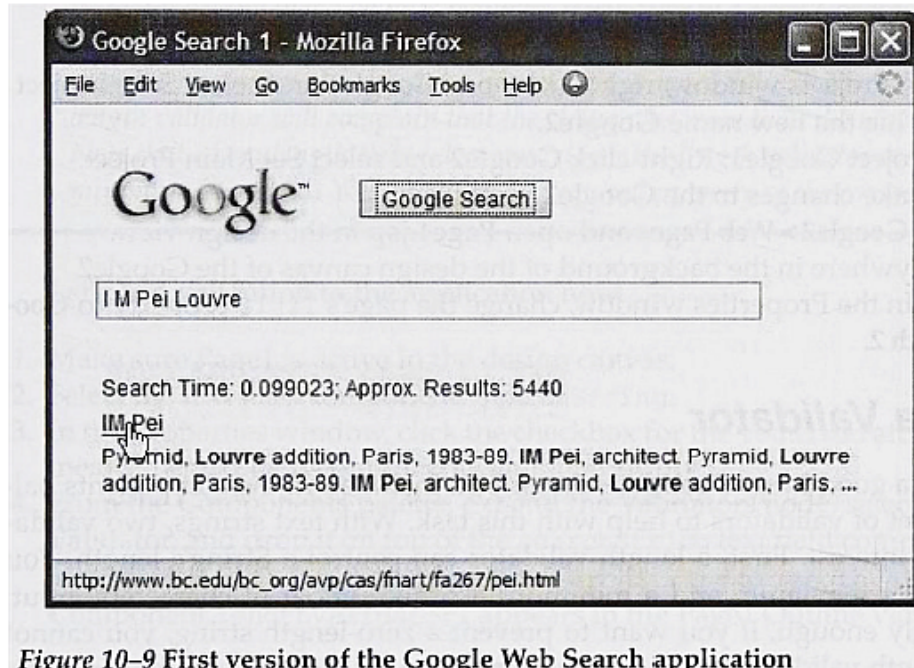 Google Search 1 - Mozilla Firefox
File Edit View Go Bookmarks Tools Help
Google™ Google Search
I M Pei Louvre
Search Time: 0.099023; Approx. Results: 5440
IM Pei
Pyramid, Louvre addition, Paris, 1983-89. IM Pei, architect. Pyramid, Louvre
addition, Paris, 1983-89. IM Pei, architect. Pyramid, Louvre addition, Paris, ...
http://www.bc.edu/bc_org/avp/cas/fnart/fa267/pei.html
Figure 10–9 First version of the Google Web Search application